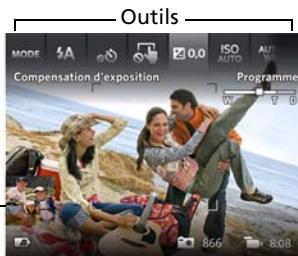 Outils
MODE ⚡A 0,0 ISO AUTO
Compensation d'exposition Programme
W T D
866 8:08